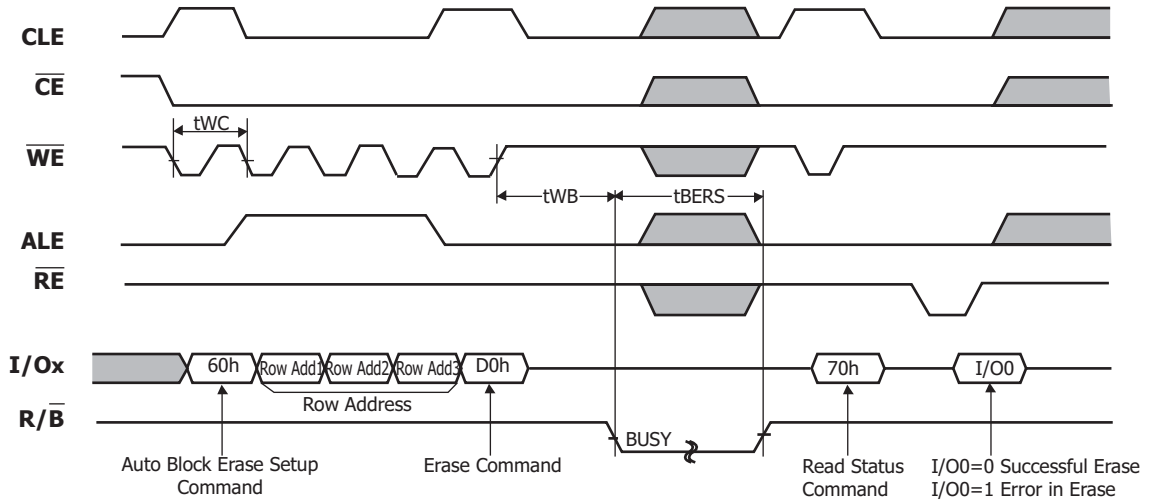 CLE
CE
tWC
WE
tWB
tBERS
ALE
RE
I/Ox
60h
Row Add1
Row Add2
Row Add3
D0h
70h
I/O0
Row Address
R/B
BUSY
Auto Block Erase Setup
Command
Erase Command
Read Status
Command
I/O0=0 Successful Erase
I/O0=1 Error in Erase